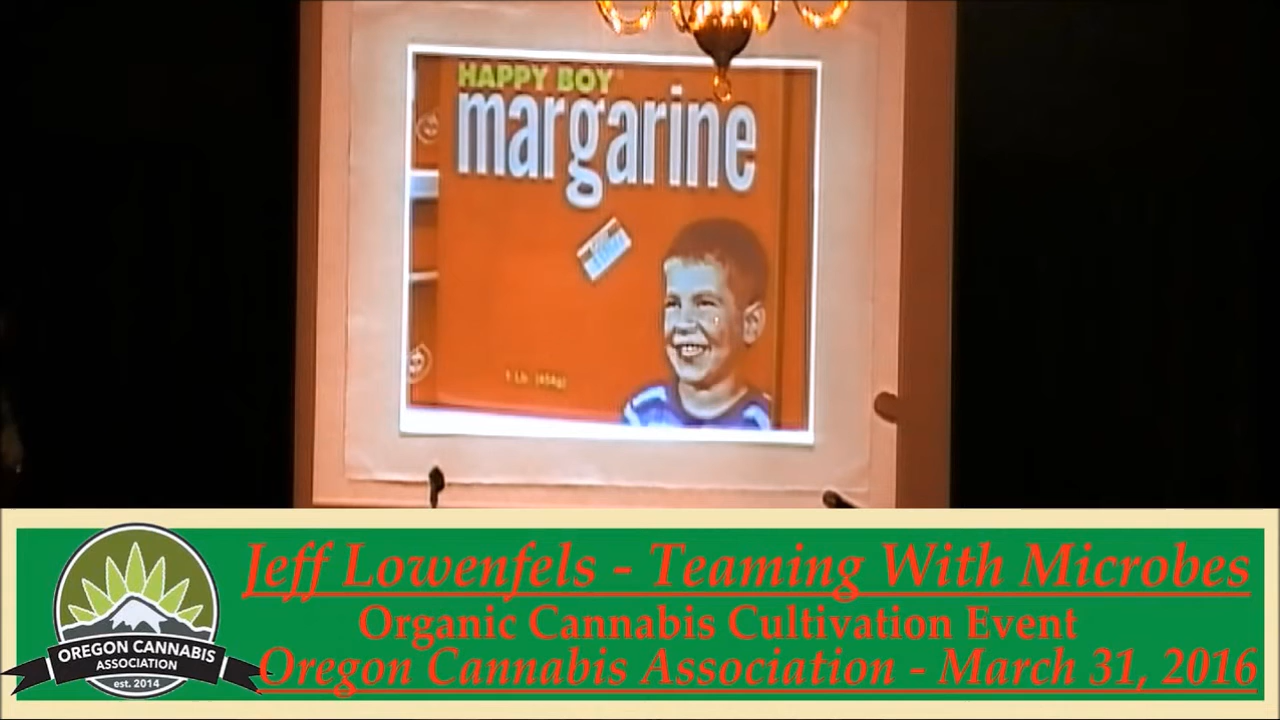 HAPPY BOY
margarine
1 Lb. (454g)
Jeff Lowenfels - Teaming With Microbes
Organic Cannabis Cultivation Event
Oregon Cannabis Association - March 31, 2016
OREGON CANNABIS
ASSOCIATION
est. 2014